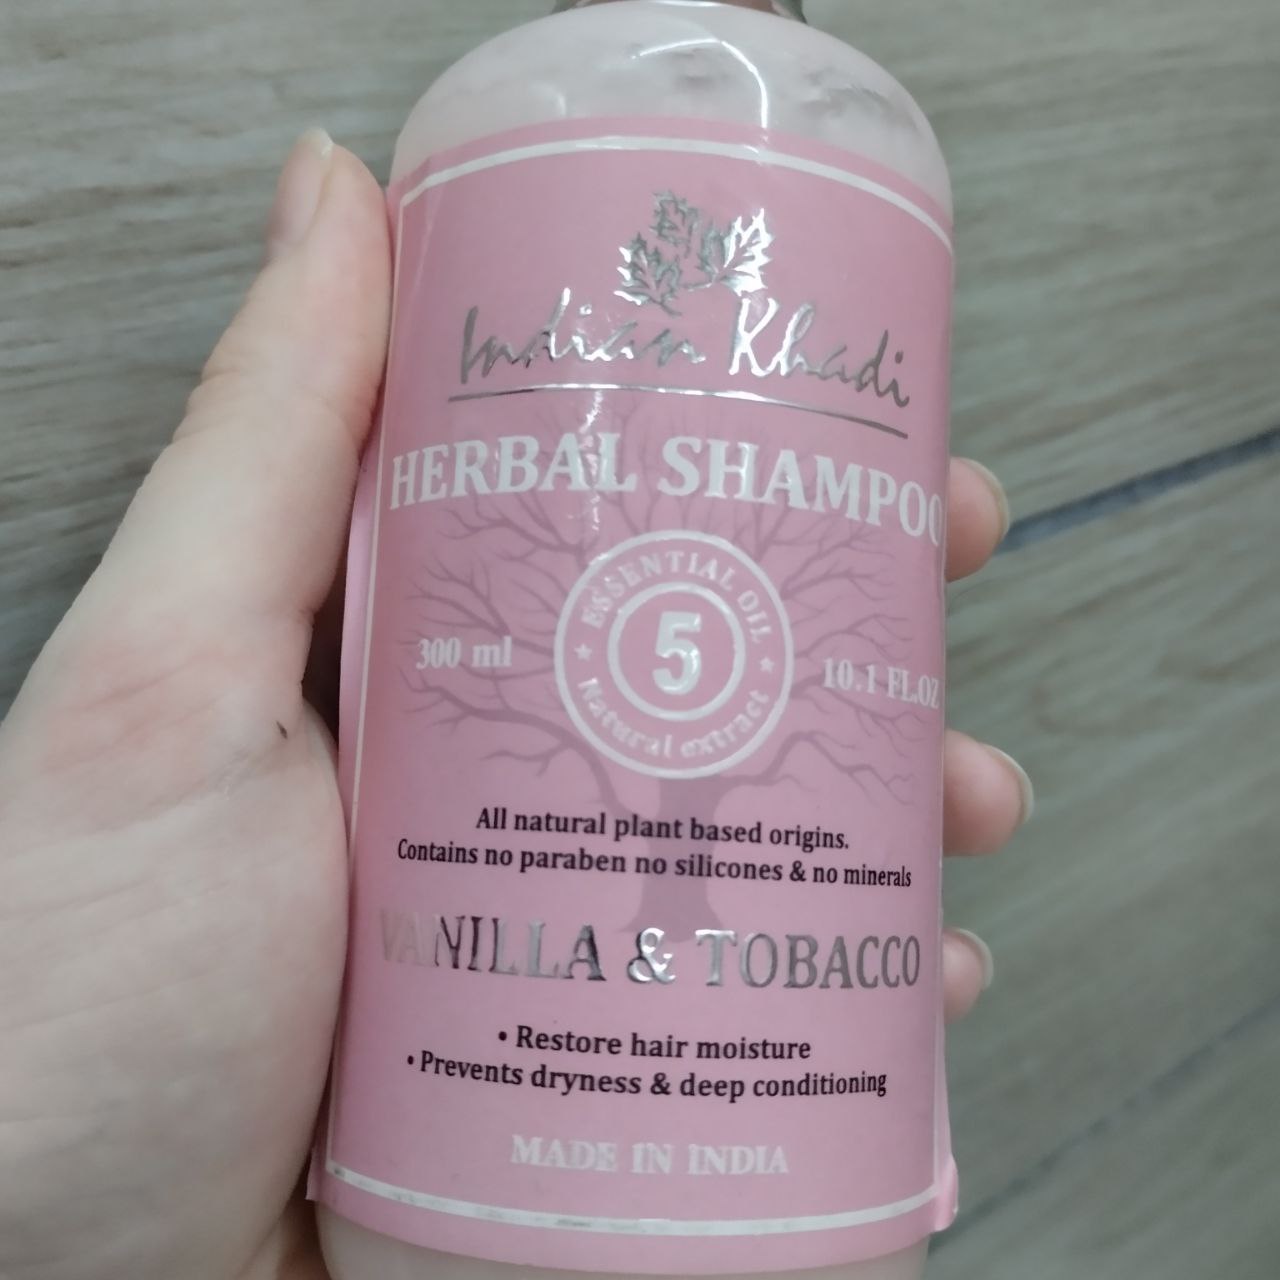 Indian Khadi
HERBAL SHAMPOO
ESSENTIAL OIL
300 ml
5
10.1 FL.OZ
Natural extract
All natural plant based origins.
Contains no paraben no silicones & no minerals
VANILLA & TOBACCO
• Restore hair moisture
• Prevents dryness & deep conditioning
MADE IN INDIA